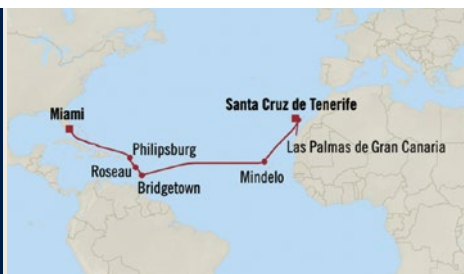 Miami
Santa Cruz de Tenerife
Philipsburg
Las Palmas de Gran Canaria
Roseau
Mindelo
Bridgetown